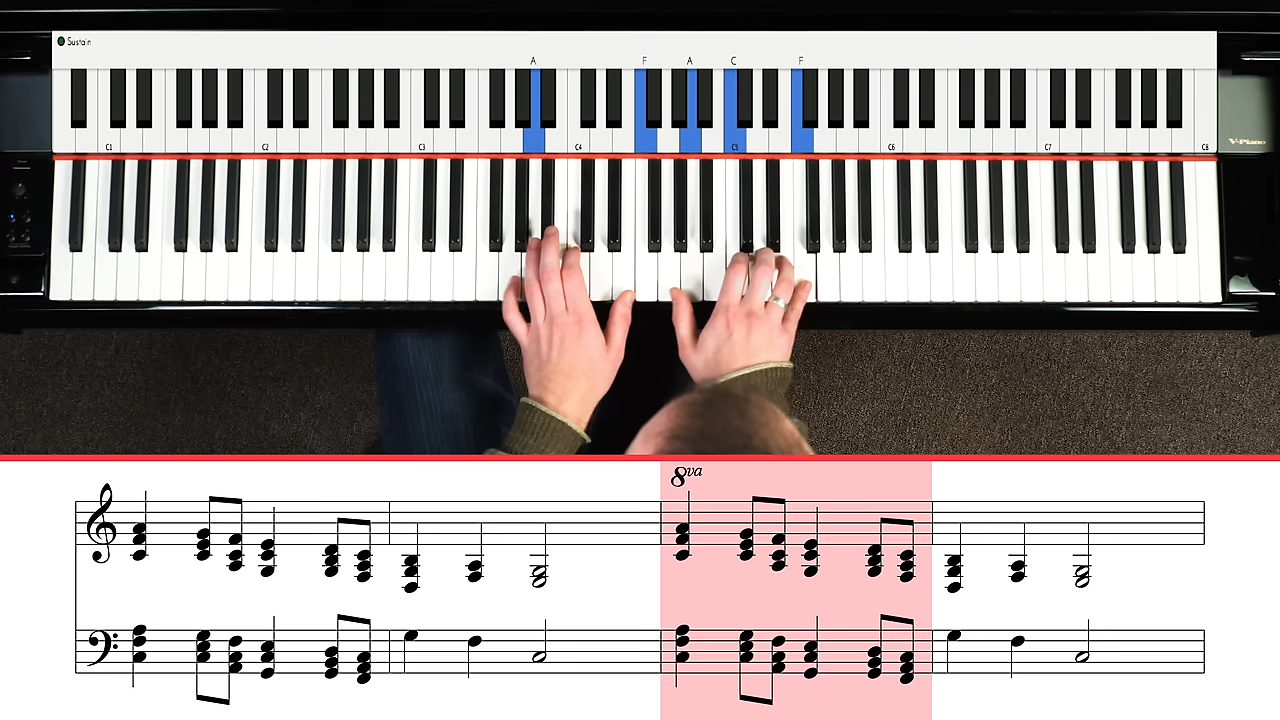 Sustain
A F A C F
C1 C2 C3 C4 C5 C6 C7 C8
V-Piano
8va